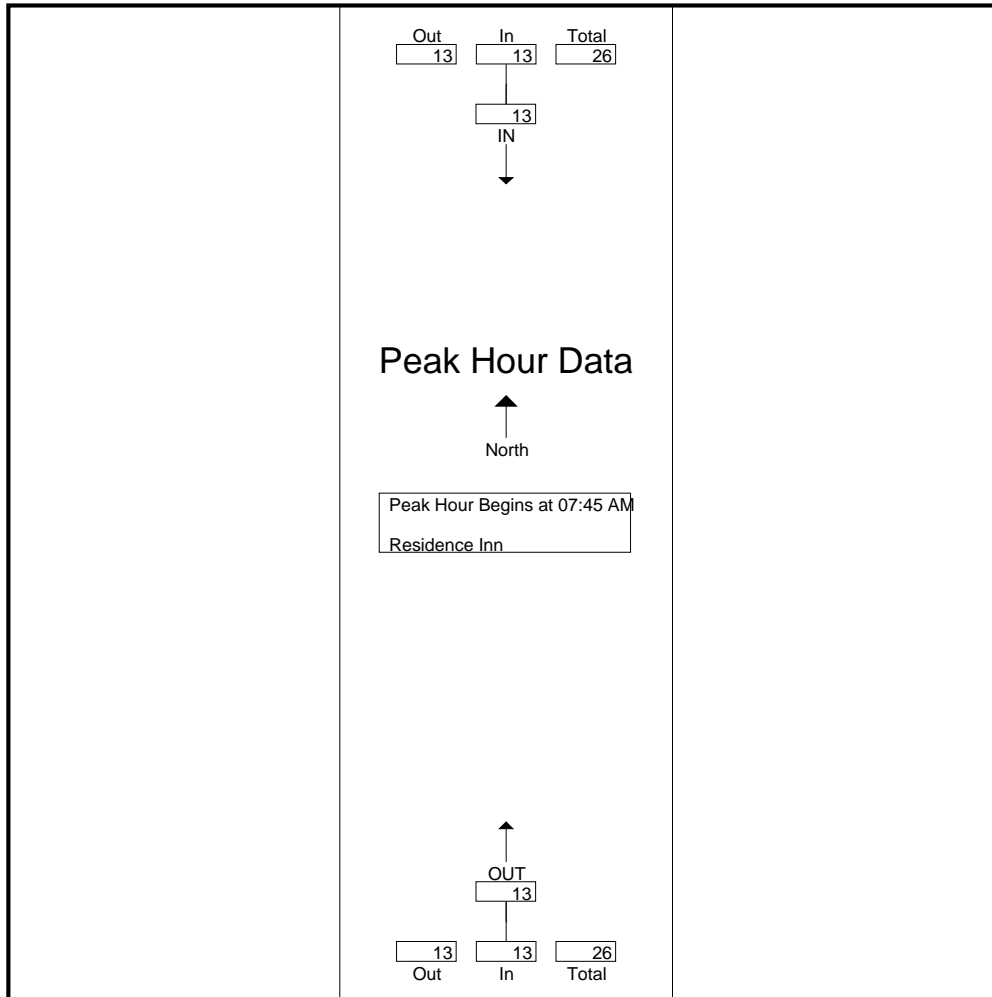 Out In Total
13 13 26
13
IN
Peak Hour Data
North
Peak Hour Begins at 07:45 AM
Residence Inn
OUT
13
13 13 26
Out In Total